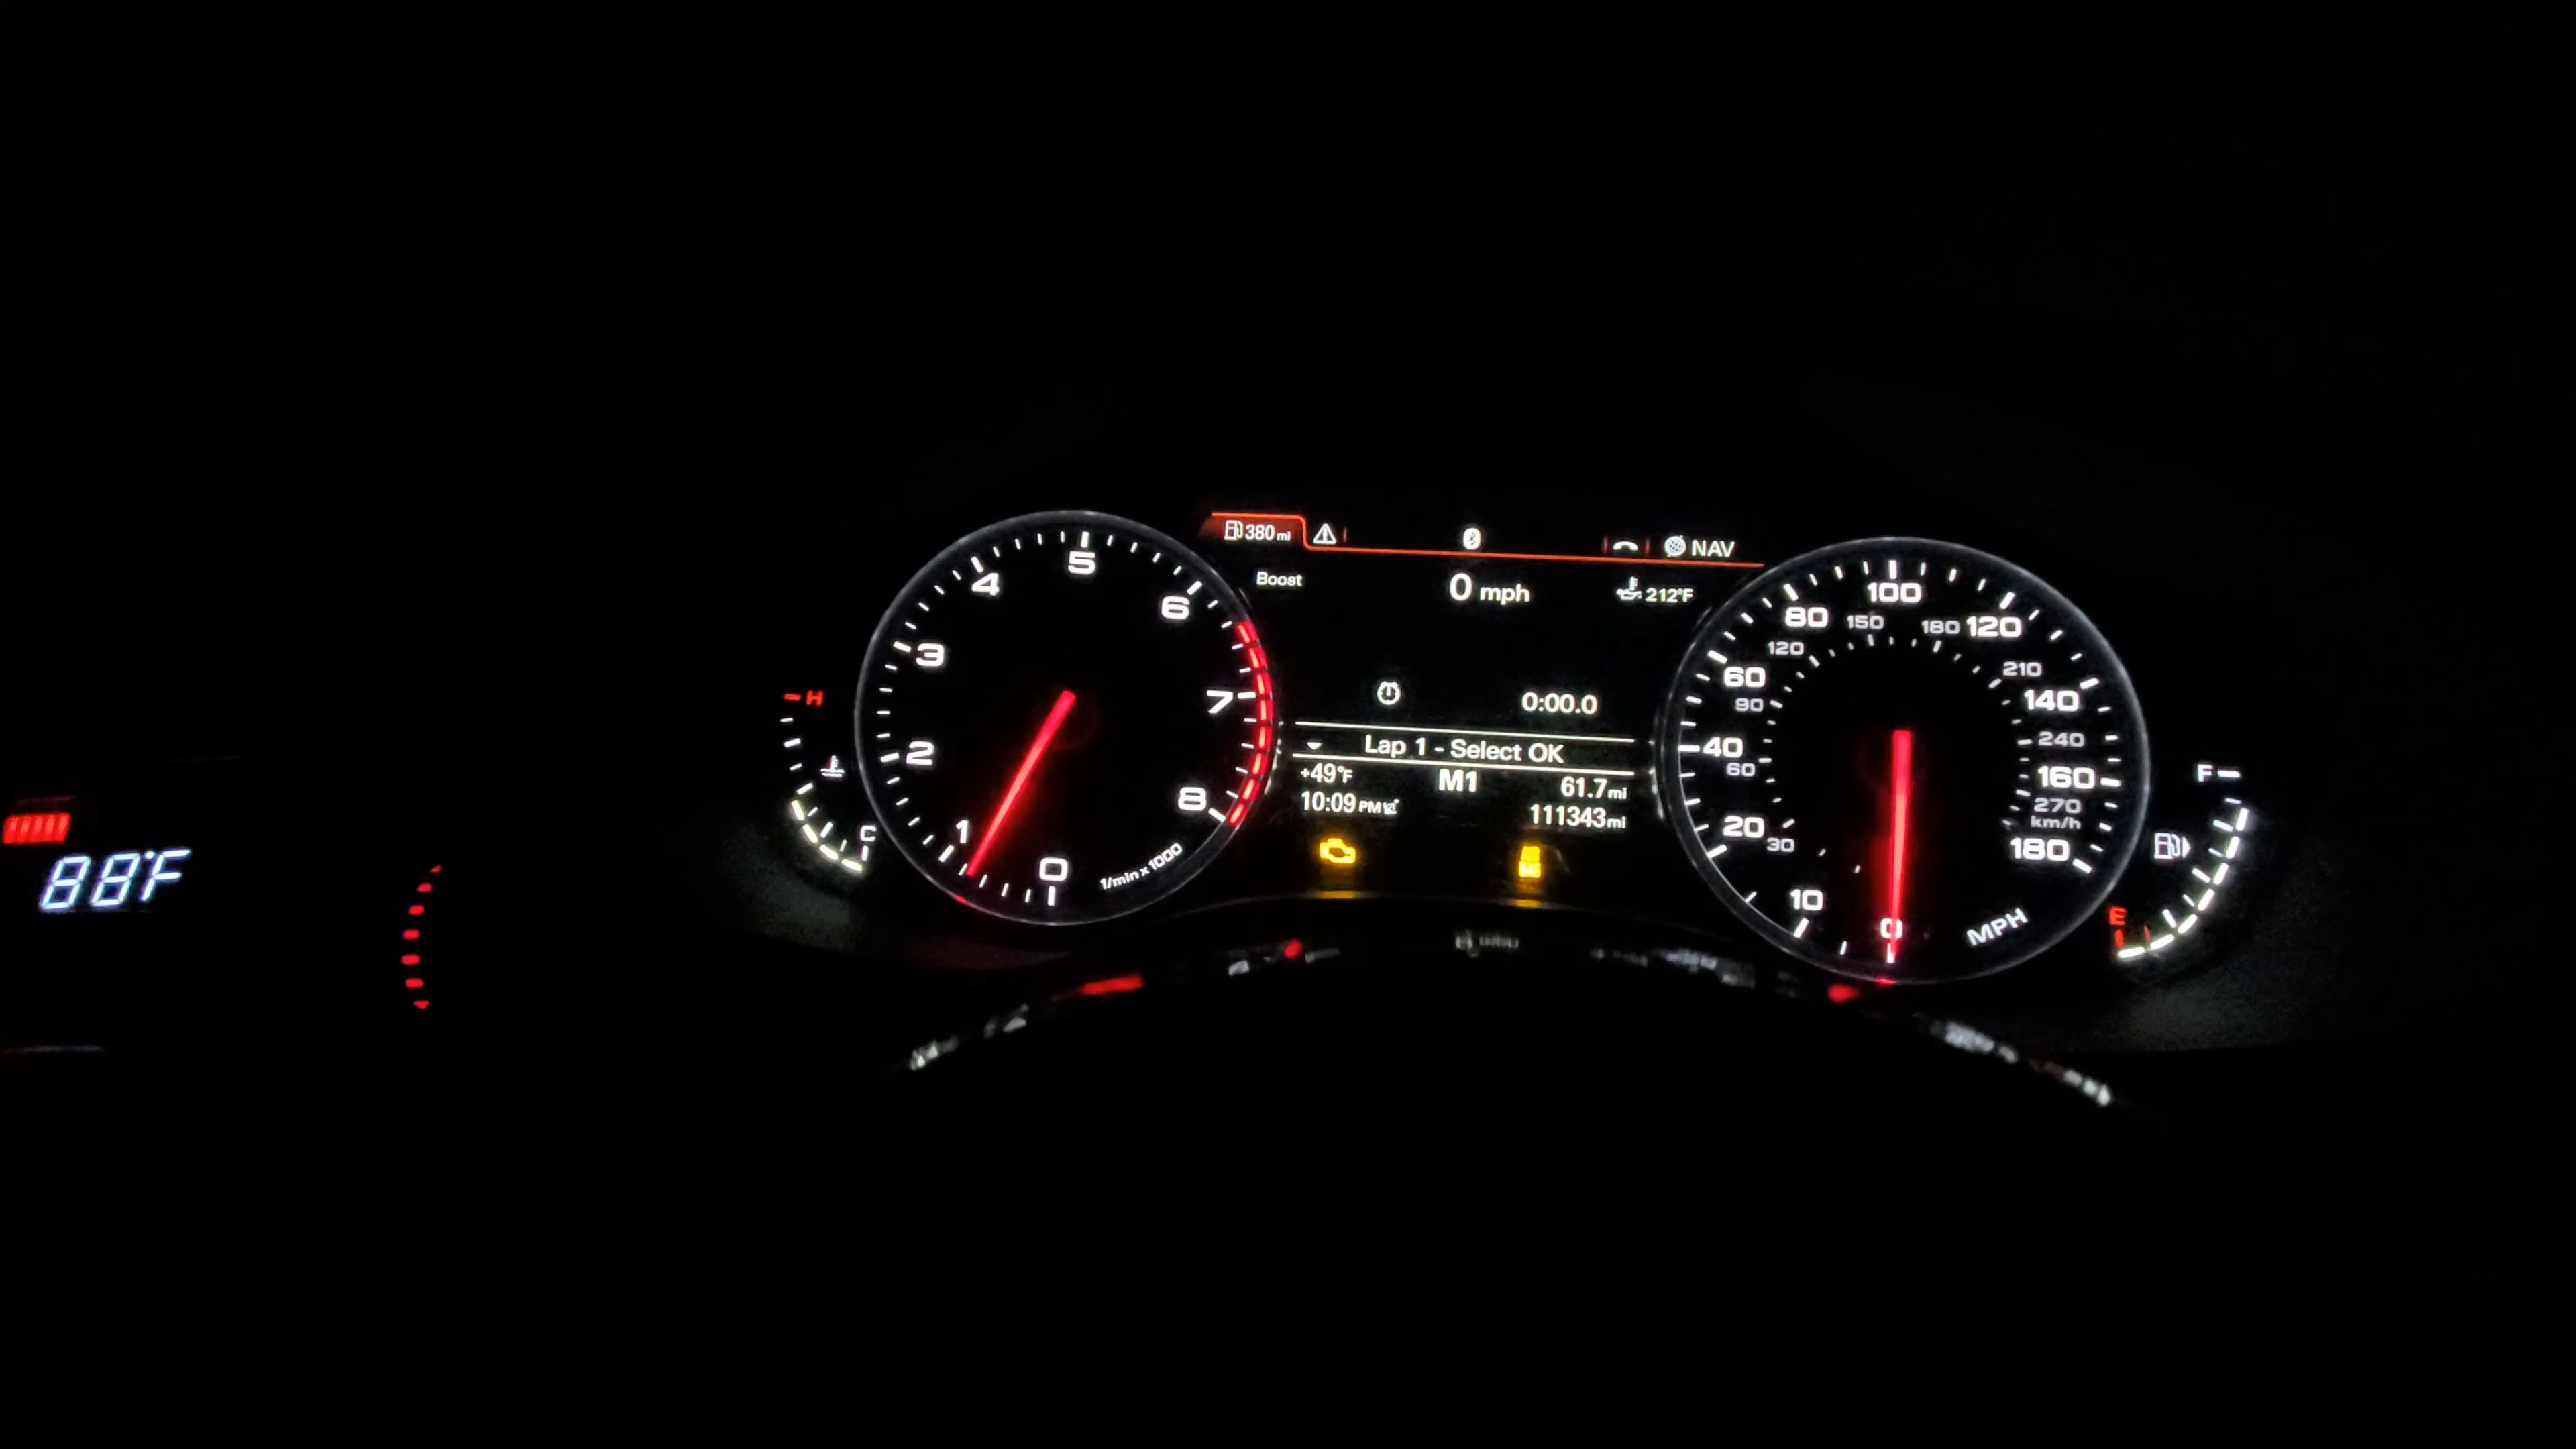 380 mi
NAV
Boost
0 mph
212°F
0:00.0
Lap 1 - Select OK
+49°F
M1
61.7 mi
10:09 PM
111343 mi
0
1
2
3
4
5
6
7
8
1/min x 1000
H
C
0
10
20
40
60
80
100
120
140
160
180
MPH
30
60
90
120
150
180
210
240
270
km/h
F
E
88°F